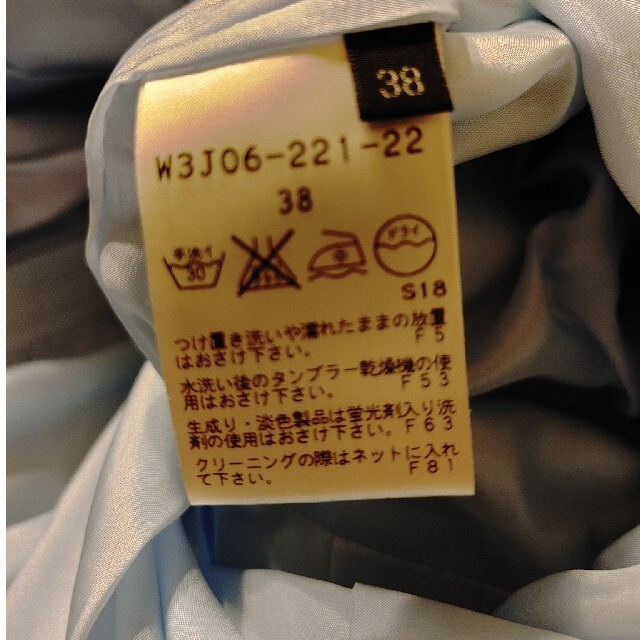 38
W3J06-221-22
38
手洗イ 30 中 ドライ
S18
つけ置き洗いや濡れたままの放置
はおさけ下さい。 F5
水洗い後のタンブラー乾燥機の使
用はおさけ下さい。 F53
生成り・淡色製品は蛍光剤入り洗
剤の使用はおさけ下さい。F63
クリーニングの際はネットに入れ
て下さい。 F81